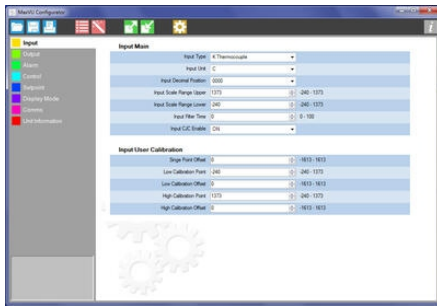 MaxVU Configurator
Input
Output
Alarm
Control
Setpoint
Display Mode
Comms
Unit Information
Input Main
Input Type K Thermocouple
Input Unit C
Input Decimal Position 0000
Input Scale Range Upper 1373 -240 - 1373
Input Scale Range Lower -240 -240 - 1373
Input Filter Time 0 0 - 100
Input CJC Enable ON
Input User Calibration
Single Point Offset 0 -1613 - 1613
Low Calibration Point -240 -240 - 1373
Low Calibration Offset 0 -1613 - 1613
High Calibration Point 1373 -240 - 1373
High Calibration Offset 0 -1613 - 1613